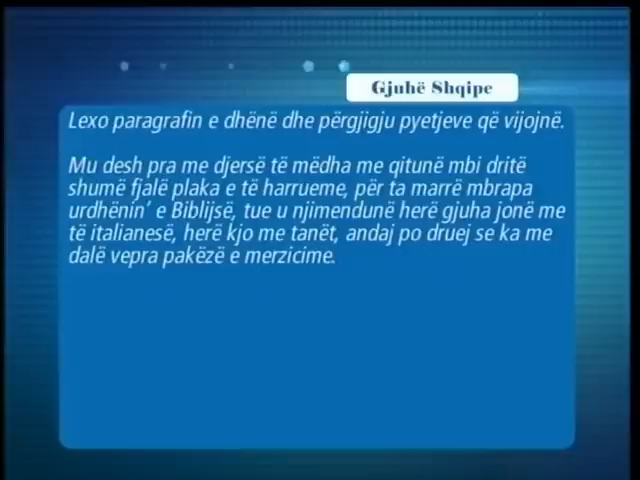 Gjuhë Shqipe
Lexo paragrafin e dhënë dhe përgjigju pyetjeve që vijojnë.
Mu desh pra me djersë të mëdha me qitunë mbi dritë
shumë fjalë plaka e të harrueme, për ta marrë mbrapa
urdhënin’ e Biblijsë, tue u njimendunë herë gjuha jonë me
të italianesë, herë kjo me tanët, andaj po druej se ka me
dalë vepra pakëzë e merzicime.